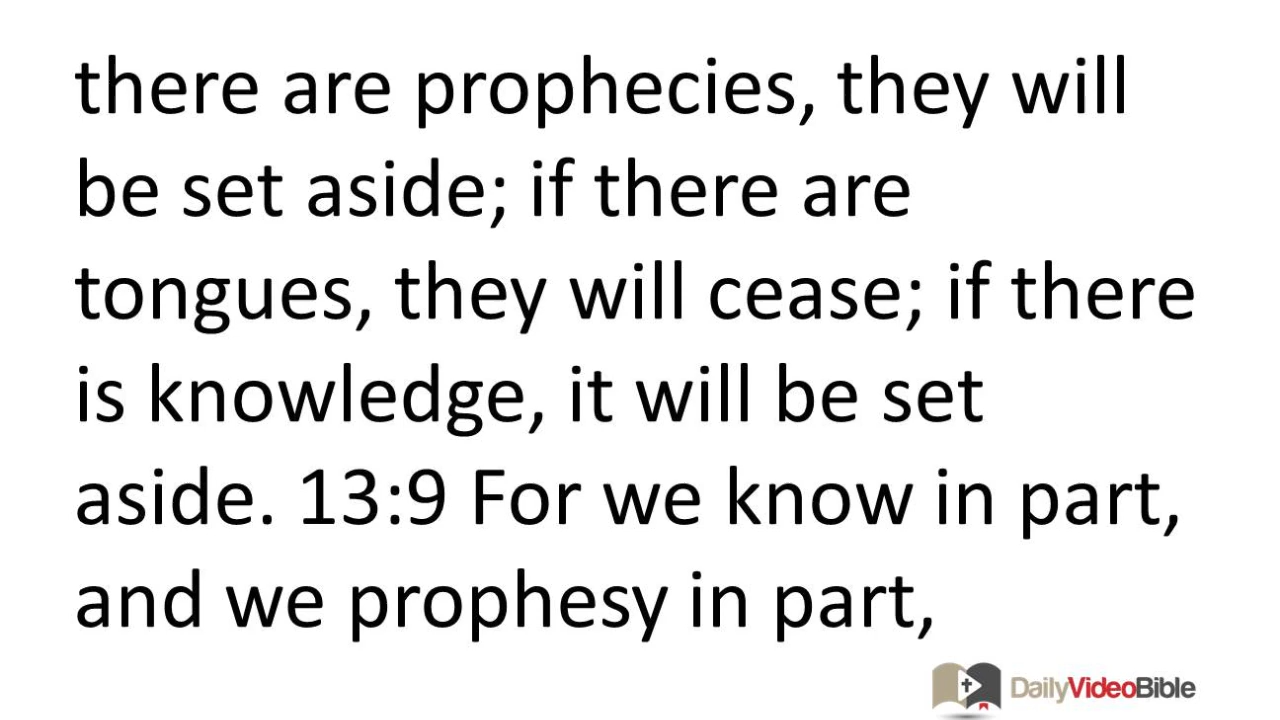 there are prophecies, they will
be set aside; if there are
tongues, they will cease; if there
is knowledge, it will be set
aside. 13:9 For we know in part,
and we prophesy in part,
DailyVideoBible